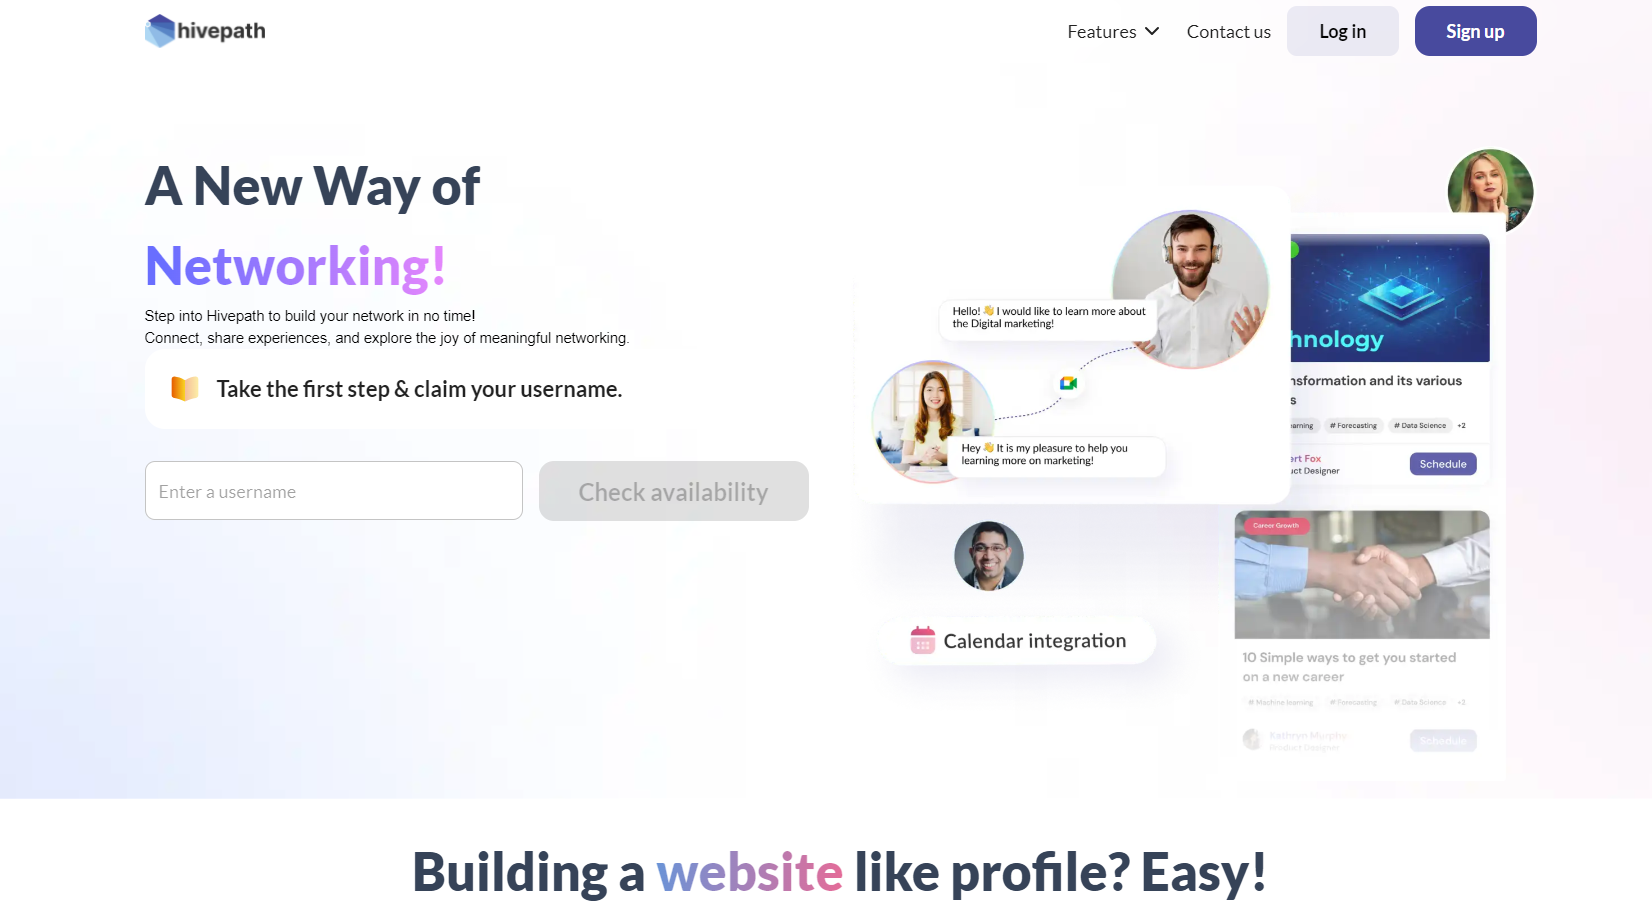 hivepath
Features
Contact us
Log in
Sign up
A New Way of
Networking!
Step into Hivepath to build your network in no time!
Connect, share experiences, and explore the joy of meaningful networking.
Take the first step & claim your username.
Enter a username
Check availability
Hello! 👋 I would like to learn more about
the Digital marketing!
Hey 👋 It is my pleasure to help you
learning more on marketing!
Calendar integration
hnology
nsformation and its various
s
arning
# Forecasting
# Data Science
+2
ert Fox
uct Designer
Schedule
Career Growth
10 Simple ways to get you started
on a new career
# Machine learning
# Forecasting
# Data Science
+2
Kathryn Murphy
Product Designer
Schedule
Building a website like profile? Easy!